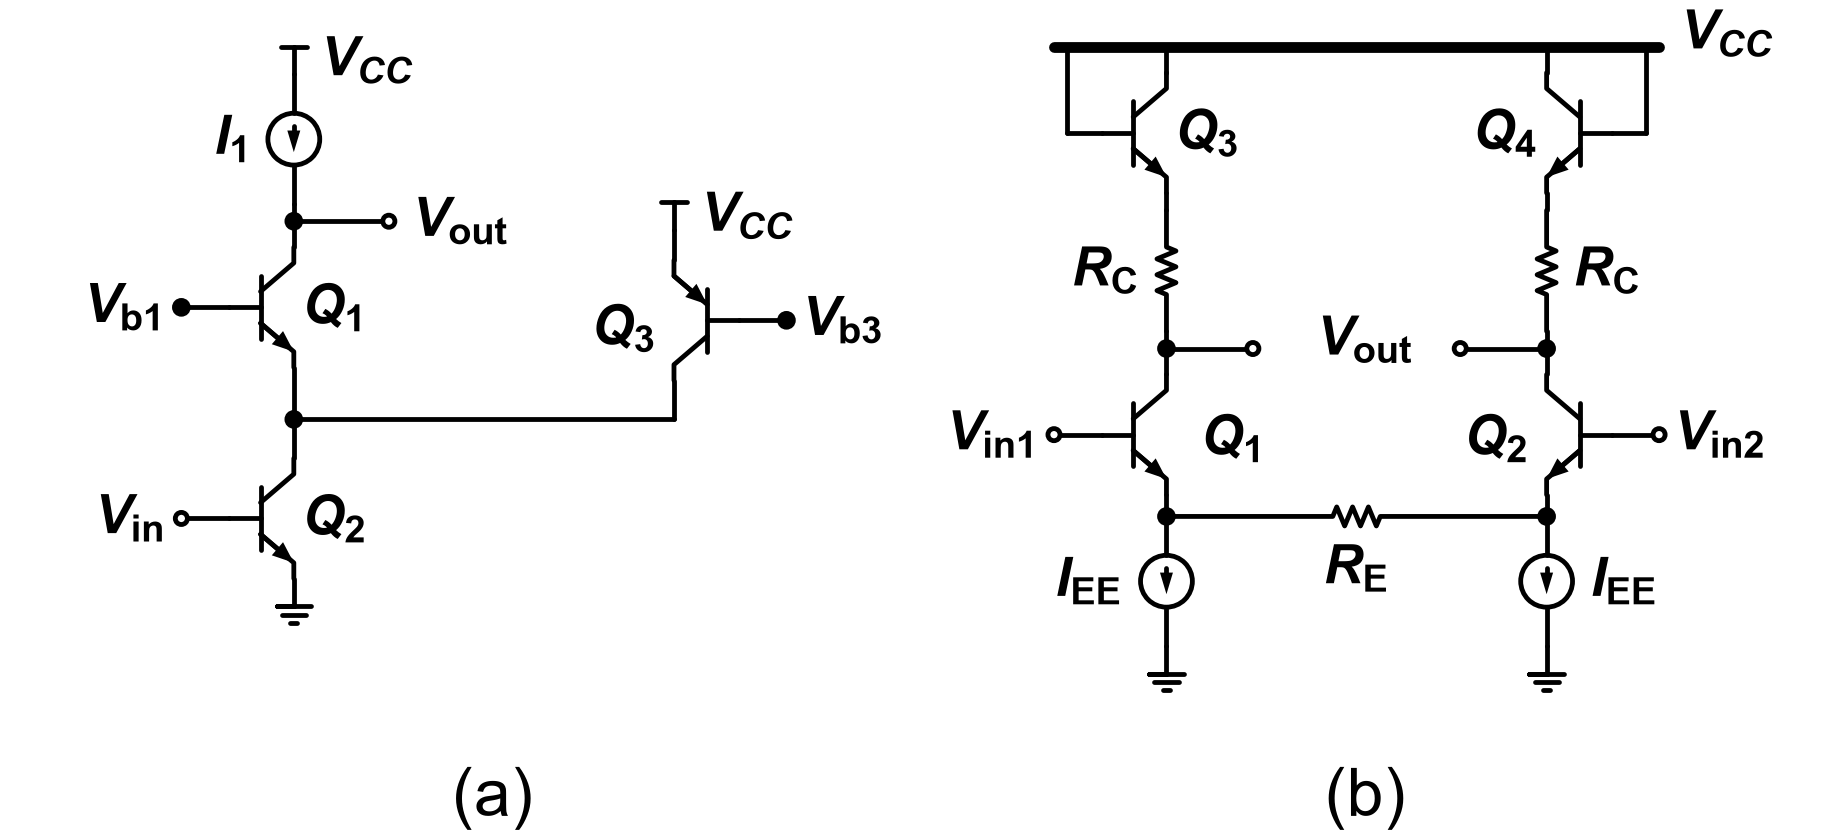 VCC
I1
Vout
Vb1
Q1
VCC
Q3
Vb3
Vin
Q2
(a)
VCC
Q3
Q4
RC
RC
Vout
Vin1
Q1
Q2
Vin2
RE
IEE
IEE
(b)